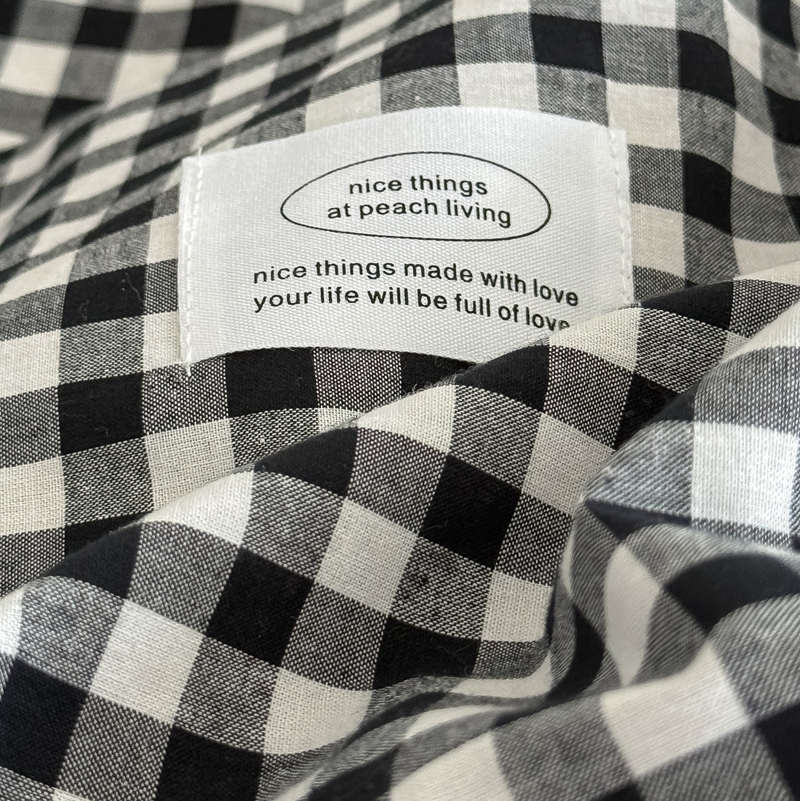 nice things
at peach living
nice things made with love
your life will be full of love